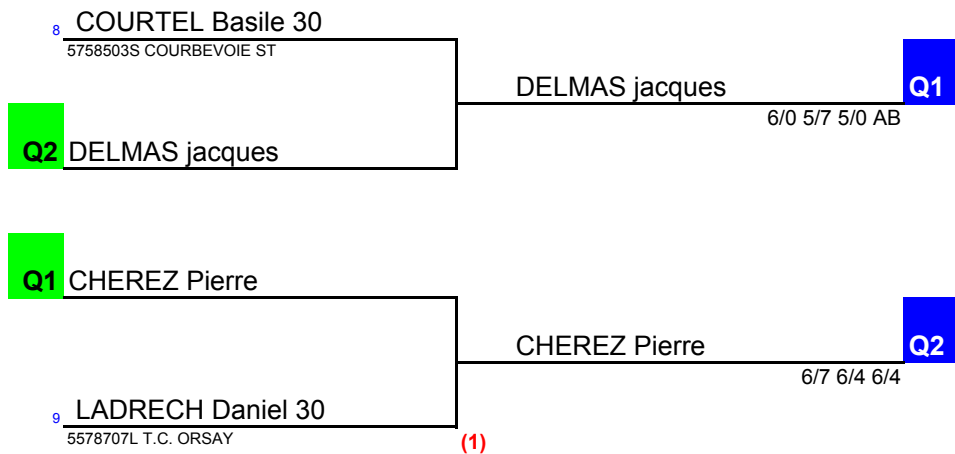 8 COURTEL Basile 30
5758503S COURBEVOIE ST
DELMAS jacques Q1
6/0 5/7 5/0 AB
Q2 DELMAS jacques
Q1 CHEREZ Pierre
CHEREZ Pierre Q2
6/7 6/4 6/4
9 LADRECH Daniel 30
5578707L T.C. ORSAY
(1)